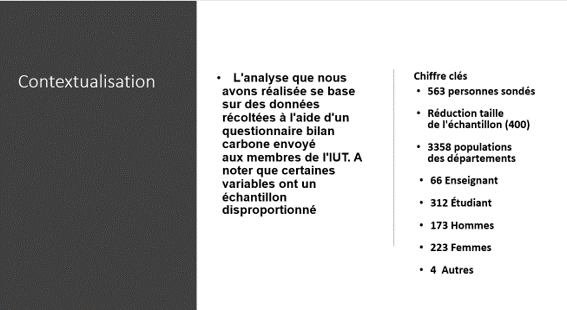 Contextualisation
• L'analyse que nous
avons réalisée se base
sur des données
récoltées à l'aide d'un
questionnaire bilan
carbone envoyé
aux membres de l'IUT. A
noter que certaines
variables ont un
échantillon
disproportionné
Chiffre clés
• 563 personnes sondés
• Réduction taille
de l'échantillon (400)
• 3358 populations
des départements
• 66 Enseignant
• 312 Étudiant
• 173 Hommes
• 223 Femmes
• 4 Autres